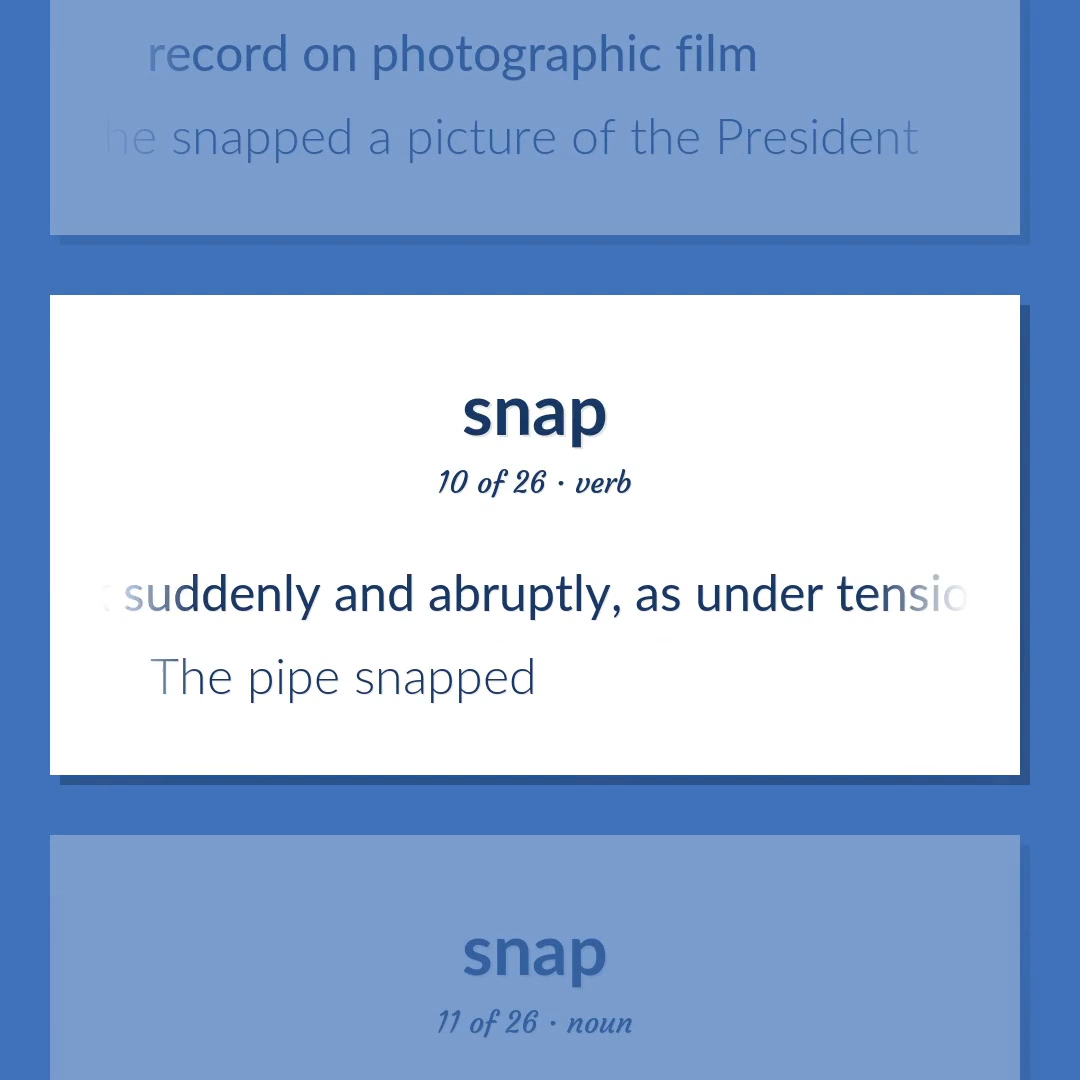 record on photographic film
he snapped a picture of the President
snap
10 of 26 · verb
suddenly and abruptly, as under tensio
The pipe snapped
snap
11 of 26 · noun